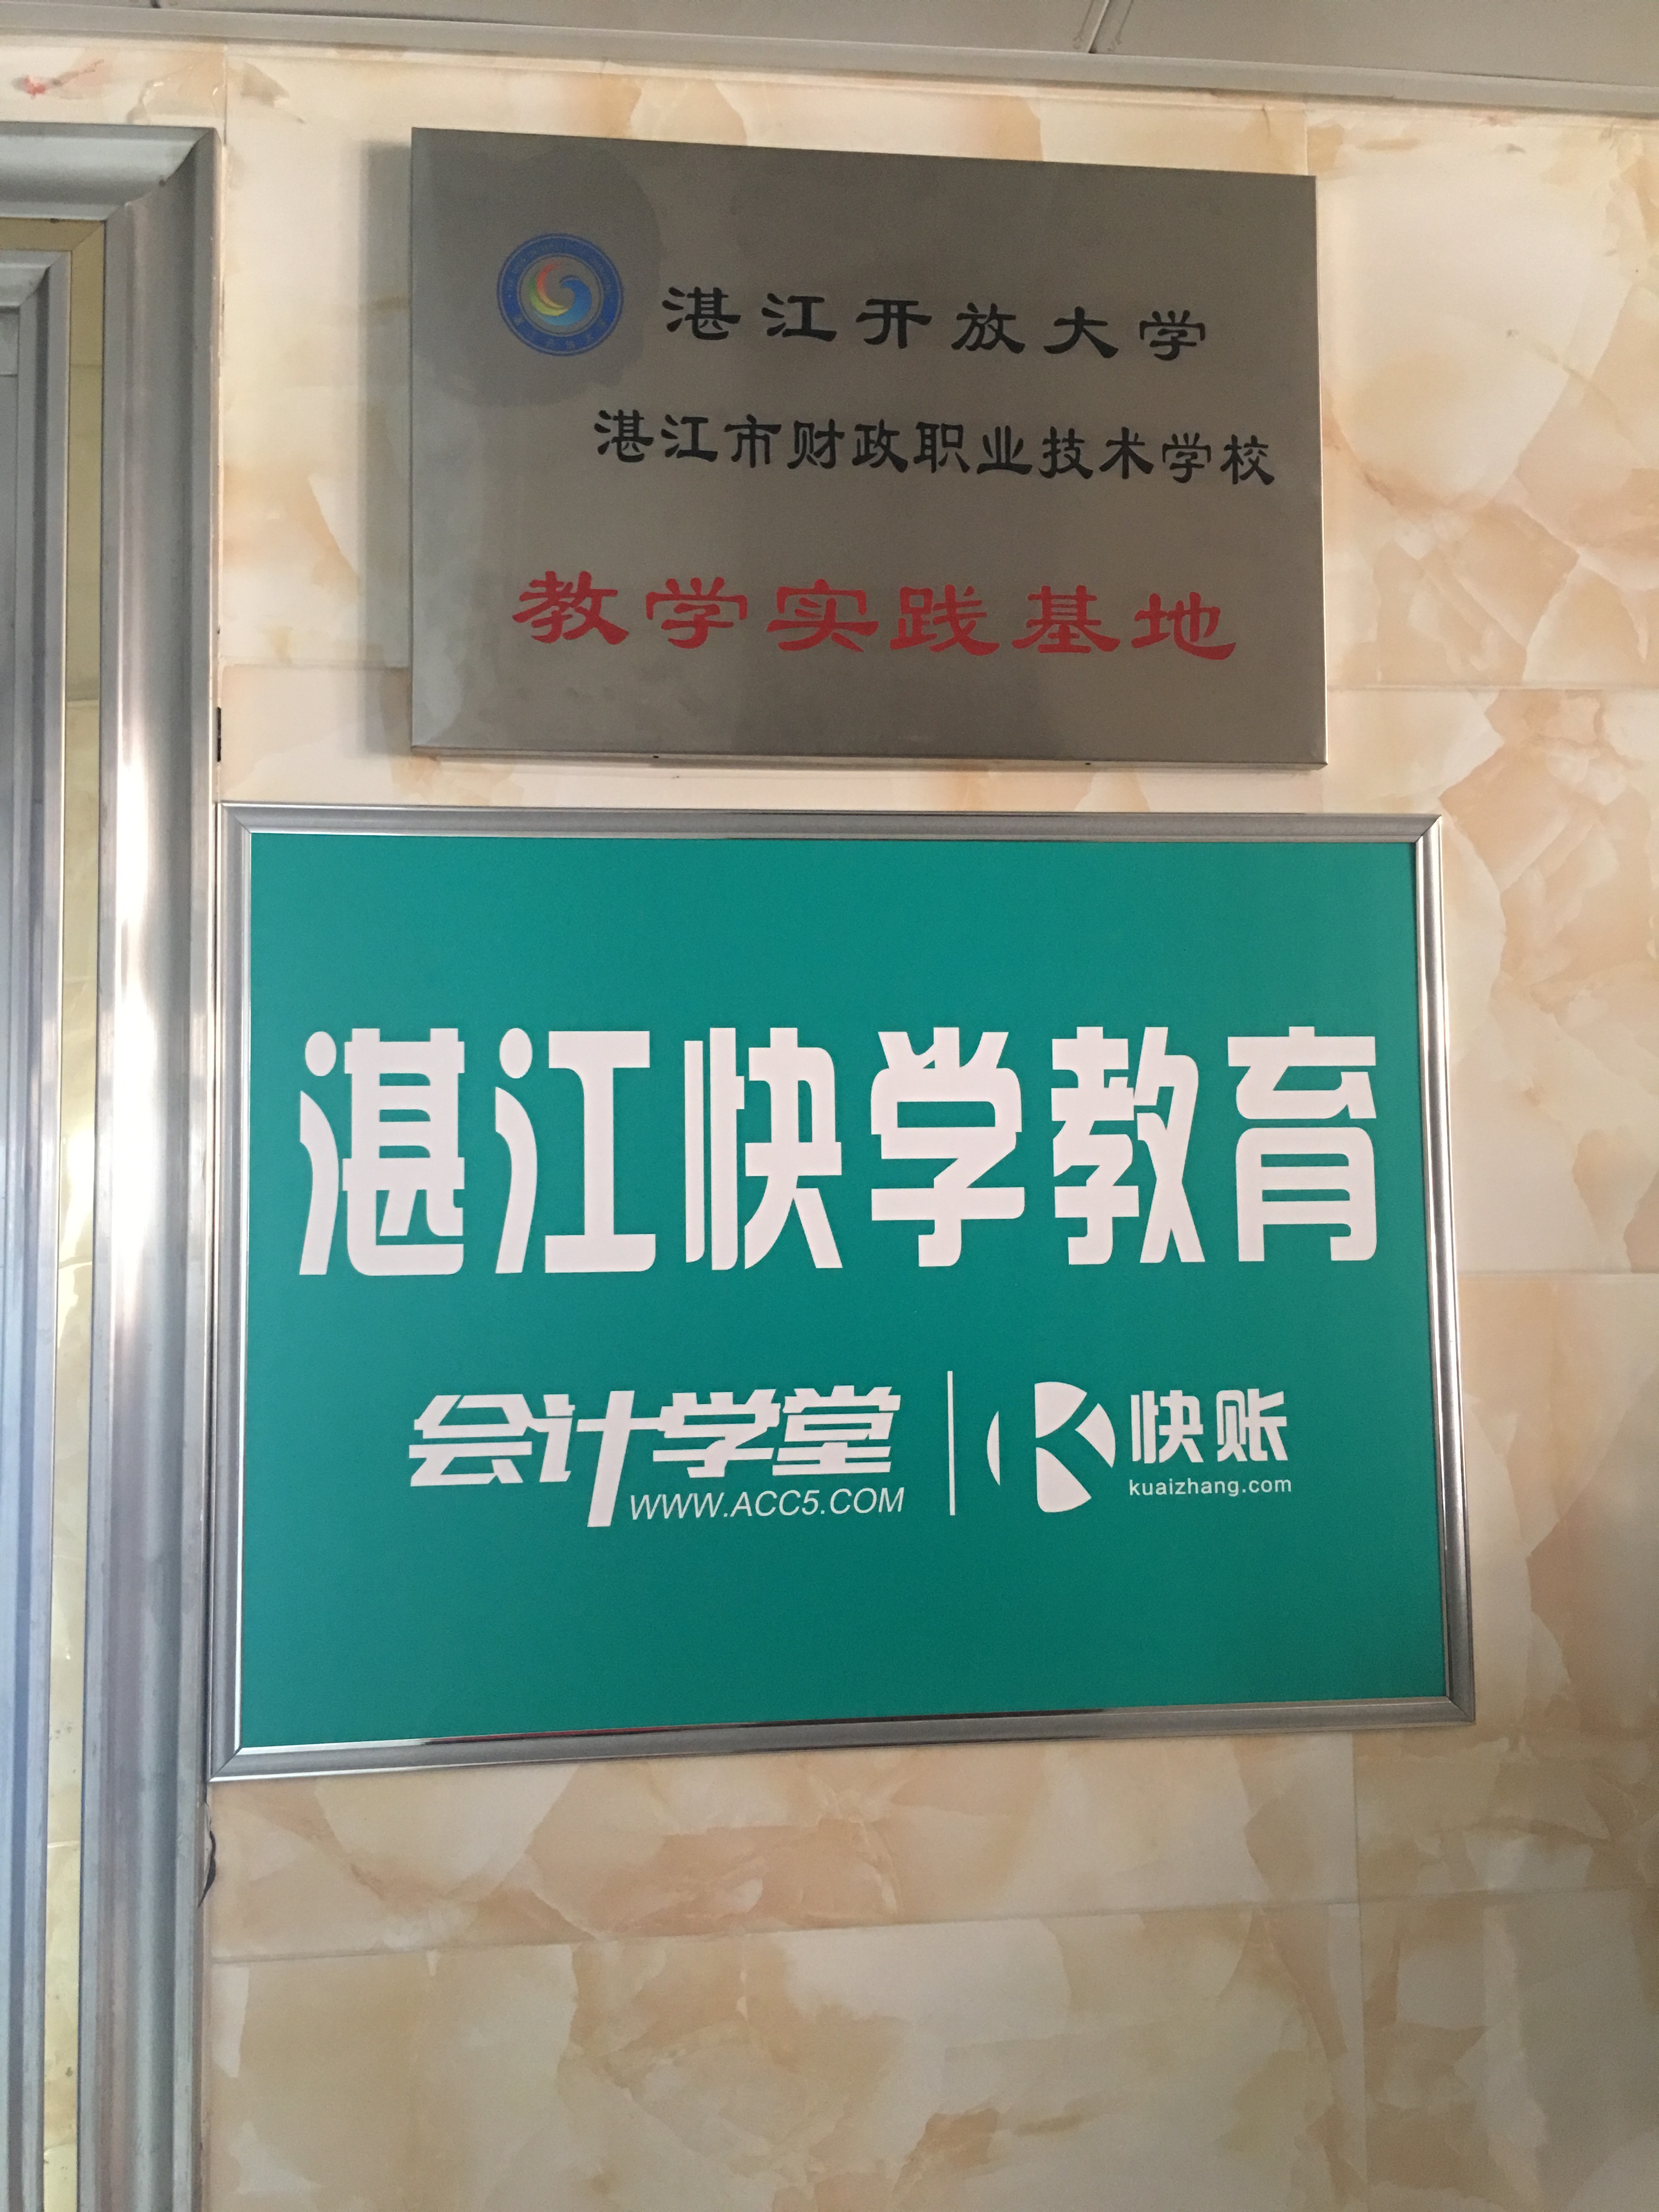 湛江开放大学
湛江市财政职业技术学校
教学实践基地
湛江快学教育
会计学堂
WWW.ACC5.COM
快账
kuaizhang.com